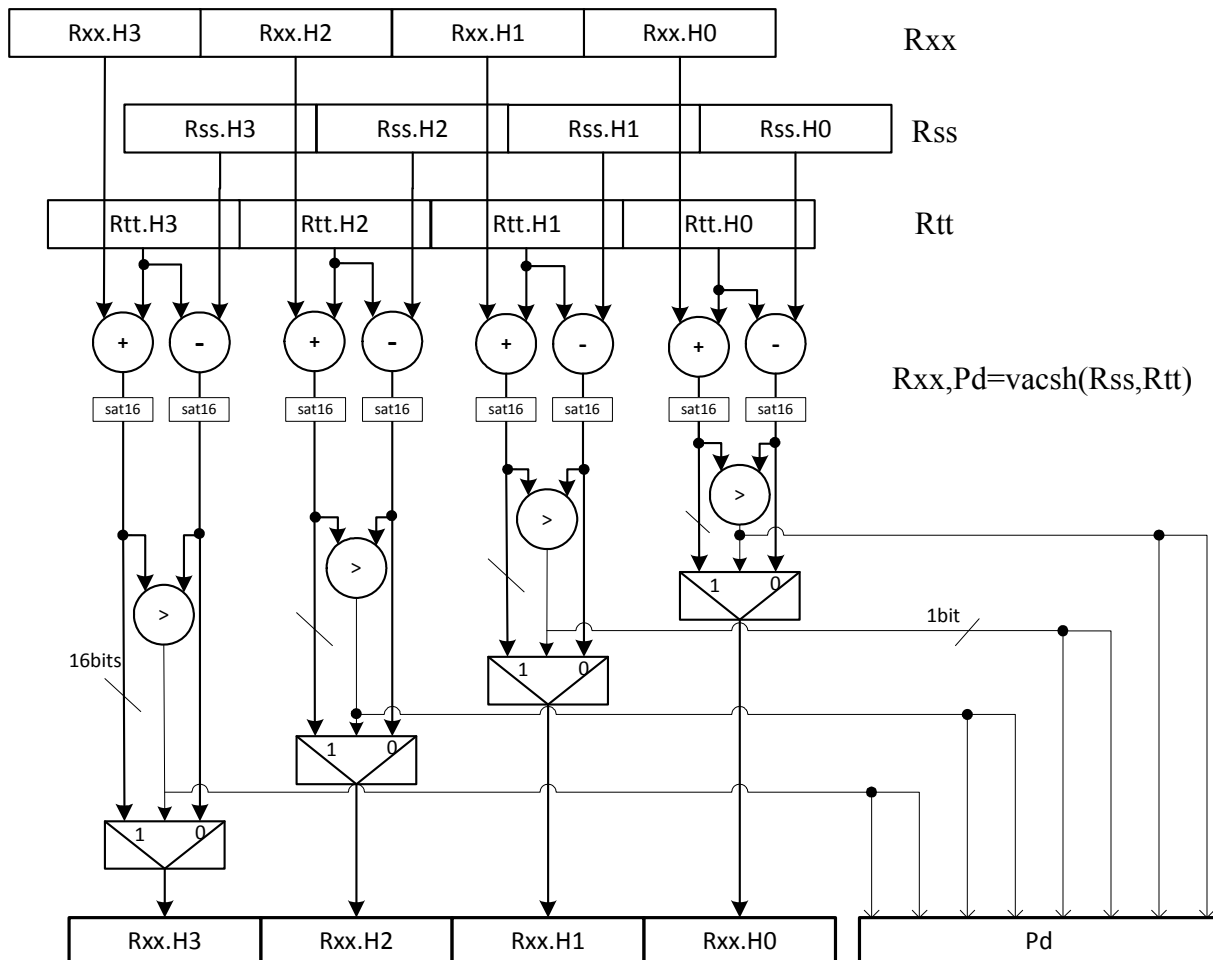 Rxx.H3 Rxx.H2 Rxx.H1 Rxx.H0 Rxx
Rss.H3 Rss.H2 Rss.H1 Rss.H0 Rss
Rtt.H3 Rtt.H2 Rtt.H1 Rtt.H0 Rtt
+ - + - + - + -
Rxx,Pd=vacsh(Rss,Rtt)
sat16 sat16 sat16 sat16 sat16 sat16 sat16 sat16
>
>
>
1 0
>
1bit
16bits
1 0
1 0
1 0
Rxx.H3 Rxx.H2 Rxx.H1 Rxx.H0 Pd